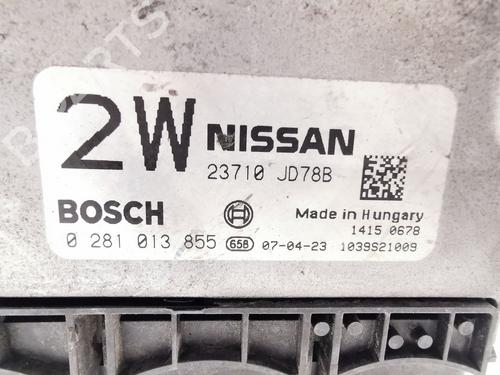 2W NISSAN
23710 JD78B
BOSCH
Made in Hungary
1415 0678
0 281 013 855 658 07-04-23 1039S21009